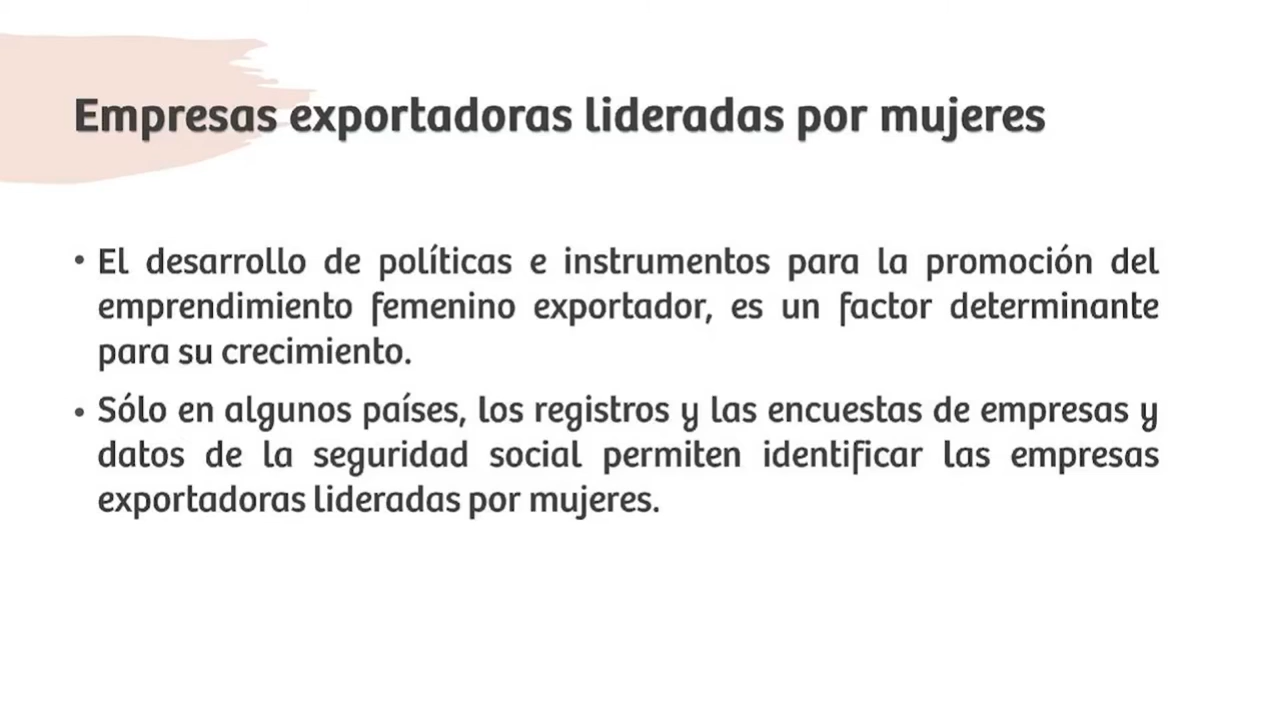 Empresas exportadoras lideradas por mujeres
• El desarrollo de políticas e instrumentos para la promoción del
emprendimiento femenino exportador, es un factor determinante
para su crecimiento.
• Sólo en algunos países, los registros y las encuestas de empresas y
datos de la seguridad social permiten identificar las empresas
exportadoras lideradas por mujeres.